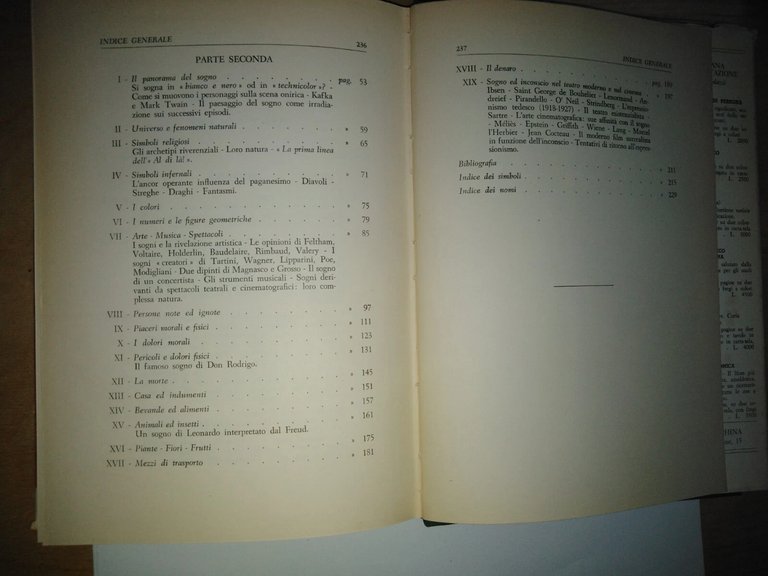 INDICE GENERALE 236
PARTE SECONDA
I - Il panorama del sogno . . . . . . . pag. 53
Si sogna in « bianco e nero » od in « technicolor »? -
Come si muovono i personaggi sulla scena onirica - Kafka
e Mark Twain - Il paesaggio del sogno come irradia-
zione sui successivi episodi.
II - Universo e fenomeni naturali . . . . . . » 59
III - Simboli religiosi . . . . . . . . . » 65
Gli archetipi riverenziali - Loro natura - « La prima linea
dell'« Al di là!».
IV - Simboli infernali . . . . . . . . . » 71
L'ancor operante influenza del paganesimo - Diavoli -
Streghe - Draghi - Fantasmi.
V - I colori . . . . . . . . . . . » 75
VI - I numeri e le figure geometriche . . . . . » 79
VII - Arte - Musica - Spettacoli . . . . . . » 85
I sogni e la rivelazione artistica - Le opinioni di Feltham,
Voltaire, Holderlin, Baudelaire, Rimbaud, Valery - I
sogni « creatori » di Tartini, Wagner, Lipparini, Poe,
Modigliani - Due dipinti di Magnasco e Grosso - Il sogno
di un concertista - Gli strumenti musicali - Sogni deri-
vanti da spettacoli teatrali e cinematografici: loro com-
plessa natura.
VIII - Persone note ed ignote . . . . . . . » 97
IX - Piaceri morali e fisici . . . . . . . » 111
X - I dolori morali . . . . . . . . . » 123
XI - Pericoli e dolori fisici . . . . . . . » 131
Il famoso sogno di Don Rodrigo.
XII - La morte . . . . . . . . . . » 145
XIII - Casa ed indumenti . . . . . . . . » 151
XIV - Bevande ed alimenti . . . . . . . . » 157
XV - Animali ed insetti . . . . . . . . » 161
Un sogno di Leonardo interpretato dal Freud.
XVI - Piante - Fiori - Frutti . . . . . . . » 175
XVII - Mezzi di trasporto . . . . . . . . » 181
237 INDICE GENERALE
XVIII - Il denaro . . . . . . . . . . pag.
XIX - Sogno ed inconscio nel teatro moderno e sul cinema . » 197
Ibsen - Saint George de Bouhelier - Lenormand - An-
dreief - Pirandello - O' Neil - Strindberg - L'espressio-
nismo tedesco (1918-1927) - Il teatro esistenzialista -
Sartre - L'arte cinematografica: sue affinità con il sogno
- Méliès - Epstein - Griffith - Wiene - Lang - Marcel
l'Herbier - Jean Cocteau - Il moderno film surrealista
in funzione dell'inconscio - Tentativi di ritorno all'espres-
sionismo.
Bibliografia . . . . . . . . . . » 211
Indice dei simboli . . . . . . . . » 215
Indice dei nomi . . . . . . . . . » 229